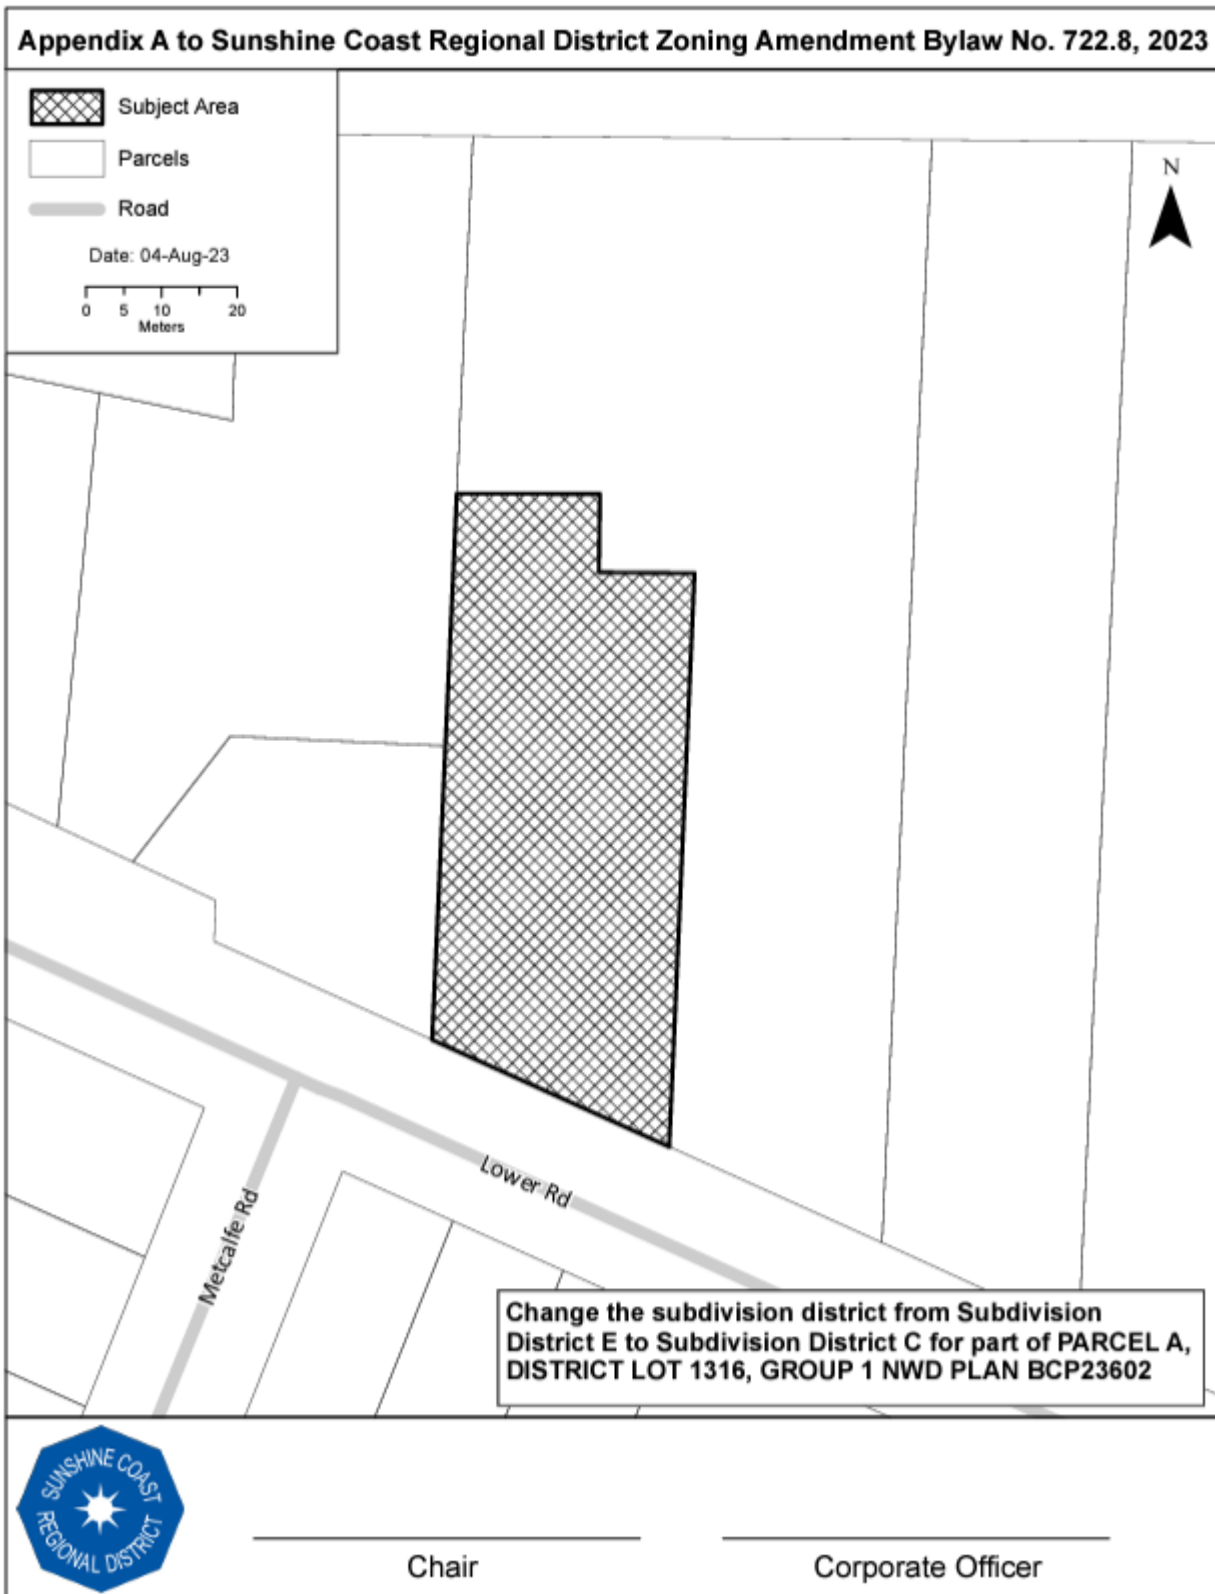 Appendix A to Sunshine Coast Regional District Zoning Amendment Bylaw No. 722.8, 2023
Subject Area
Parcels
Road
Date: 04-Aug-23
0 5 10 20
Meters
N
Lower Rd
Metcalfe Rd
Change the subdivision district from Subdivision
District E to Subdivision District C for part of PARCEL A,
DISTRICT LOT 1316, GROUP 1 NWD PLAN BCP23602
SUNSHINE COAST
REGIONAL DISTRICT
Chair
Corporate Officer